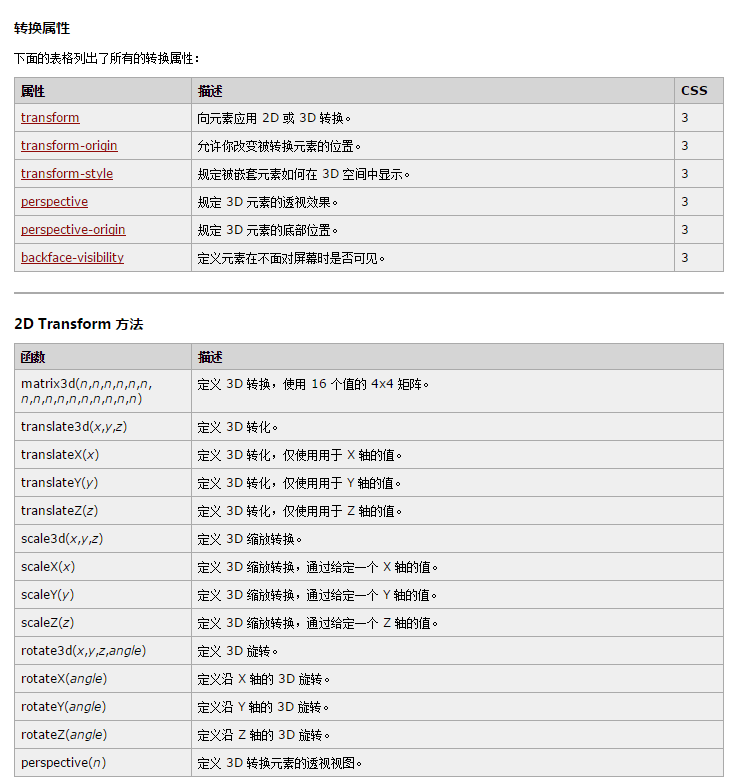 转换属性
下面的表格列出了所有的转换属性：
属性 描述 CSS
transform 向元素应用 2D 或 3D 转换。 3
transform-origin 允许你改变被转换元素的位置。 3
transform-style 规定被嵌套元素如何在 3D 空间中显示。 3
perspective 规定 3D 元素的透视效果。 3
perspective-origin 规定 3D 元素的底部位置。 3
backface-visibility 定义元素在不面对屏幕时是否可见。 3
2D Transform 方法
函数 描述
matrix3d(n,n,n,n,n,n, 定义 3D 转换，使用 16 个值的 4x4 矩阵。
n,n,n,n,n,n,n,n,n,n)
translate3d(x,y,z) 定义 3D 转化。
translateX(x) 定义 3D 转化，仅使用用于 X 轴的值。
translateY(y) 定义 3D 转化，仅使用用于 Y 轴的值。
translateZ(z) 定义 3D 转化，仅使用用于 Z 轴的值。
scale3d(x,y,z) 定义 3D 缩放转换。
scaleX(x) 定义 3D 缩放转换，通过给定一个 X 轴的值。
scaleY(y) 定义 3D 缩放转换，通过给定一个 Y 轴的值。
scaleZ(z) 定义 3D 缩放转换，通过给定一个 Z 轴的值。
rotate3d(x,y,z,angle) 定义 3D 旋转。
rotateX(angle) 定义沿 X 轴的 3D 旋转。
rotateY(angle) 定义沿 Y 轴的 3D 旋转。
rotateZ(angle) 定义沿 Z 轴的 3D 旋转。
perspective(n) 定义 3D 转换元素的透视视图。